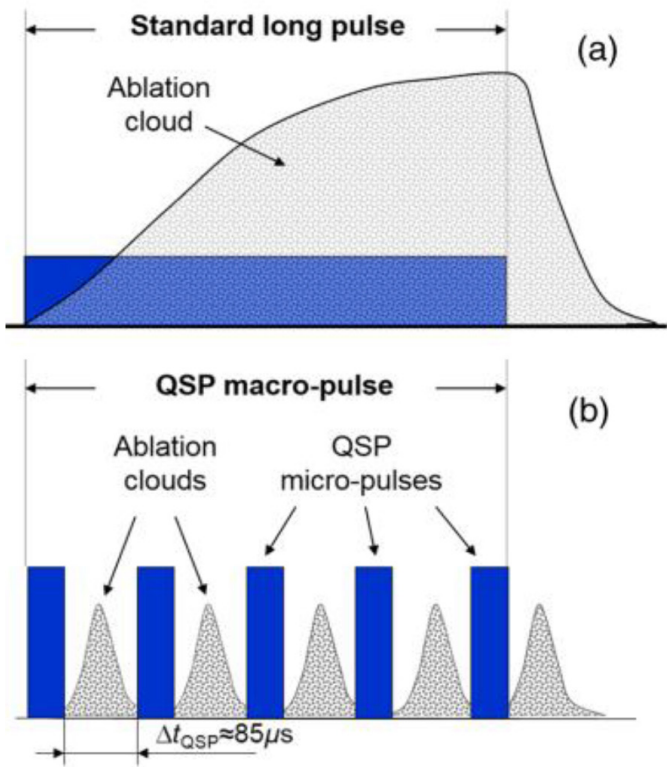 Standard long pulse
(a)
Ablation
cloud
QSP macro-pulse
(b)
Ablation
clouds
QSP
micro-pulses
Δt_QSP≈85µs